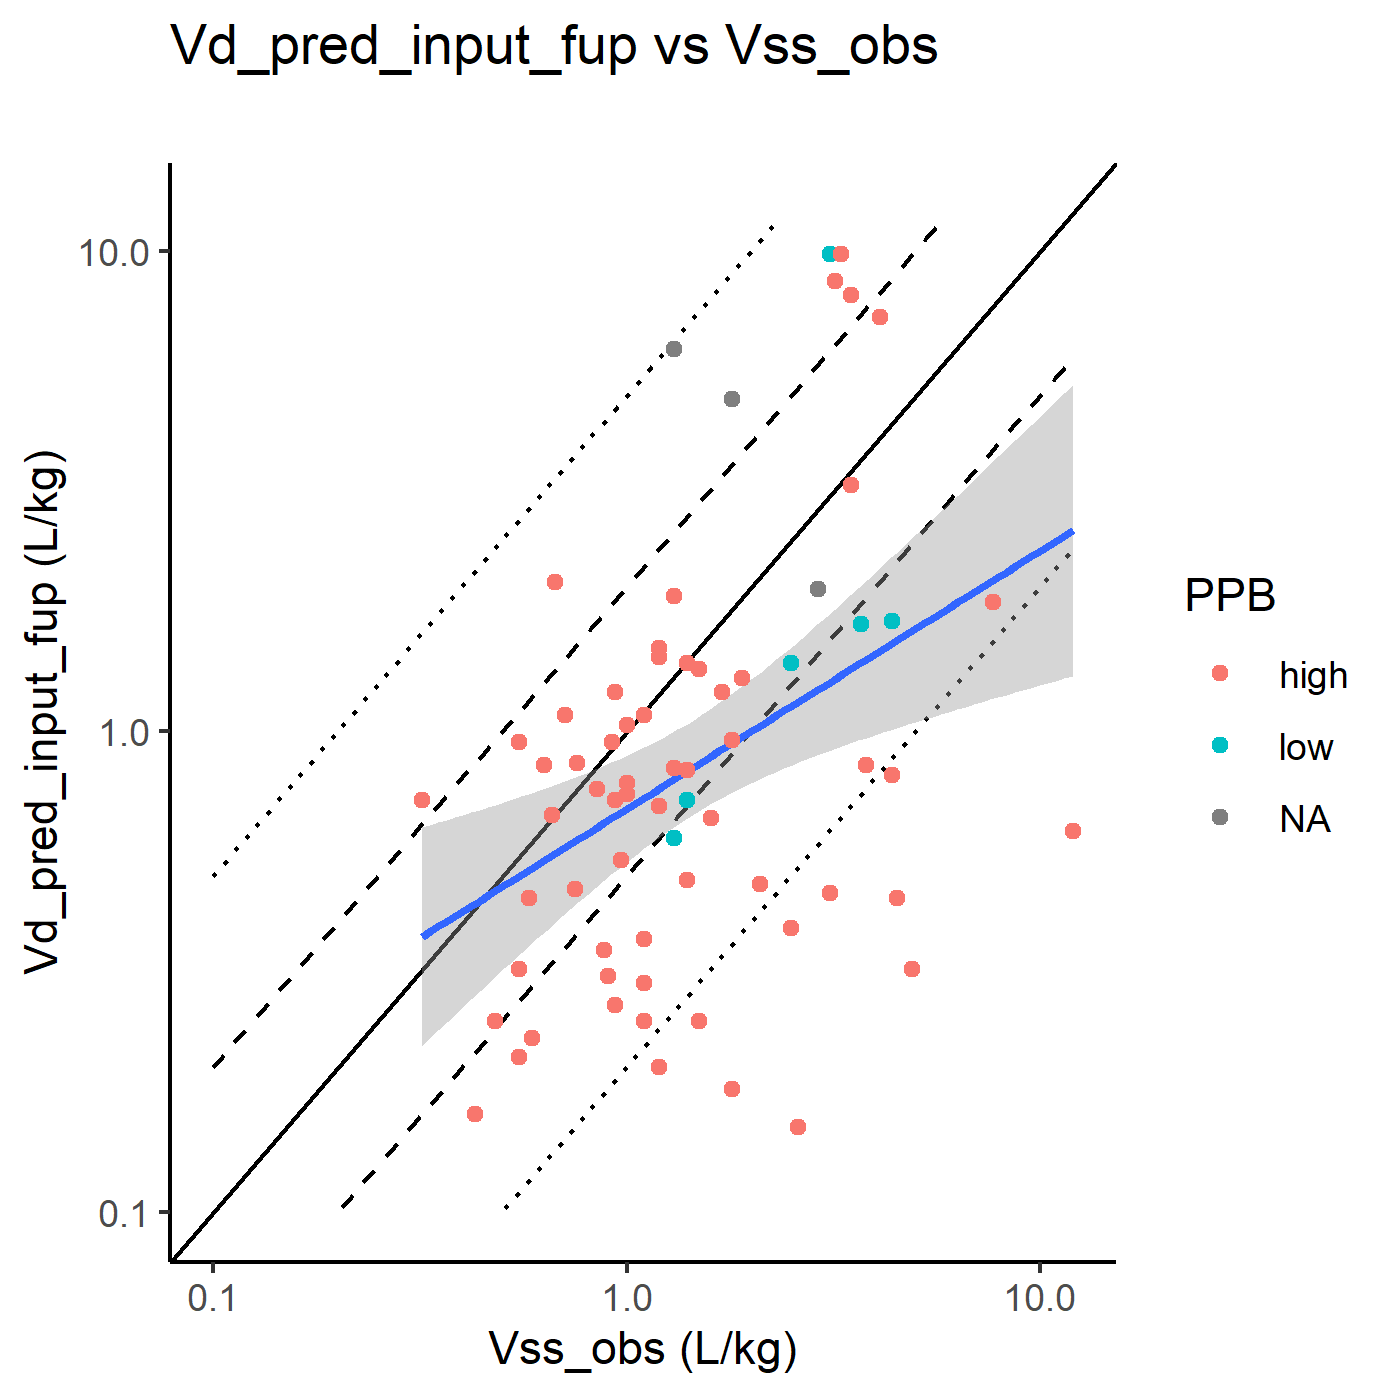 Vd_pred_input_fup vs Vss_obs
Vd_pred_input_fup (L/kg)
10.0
1.0
0.1
0.1
1.0
10.0
Vss_obs (L/kg)
PPB
high
low
NA